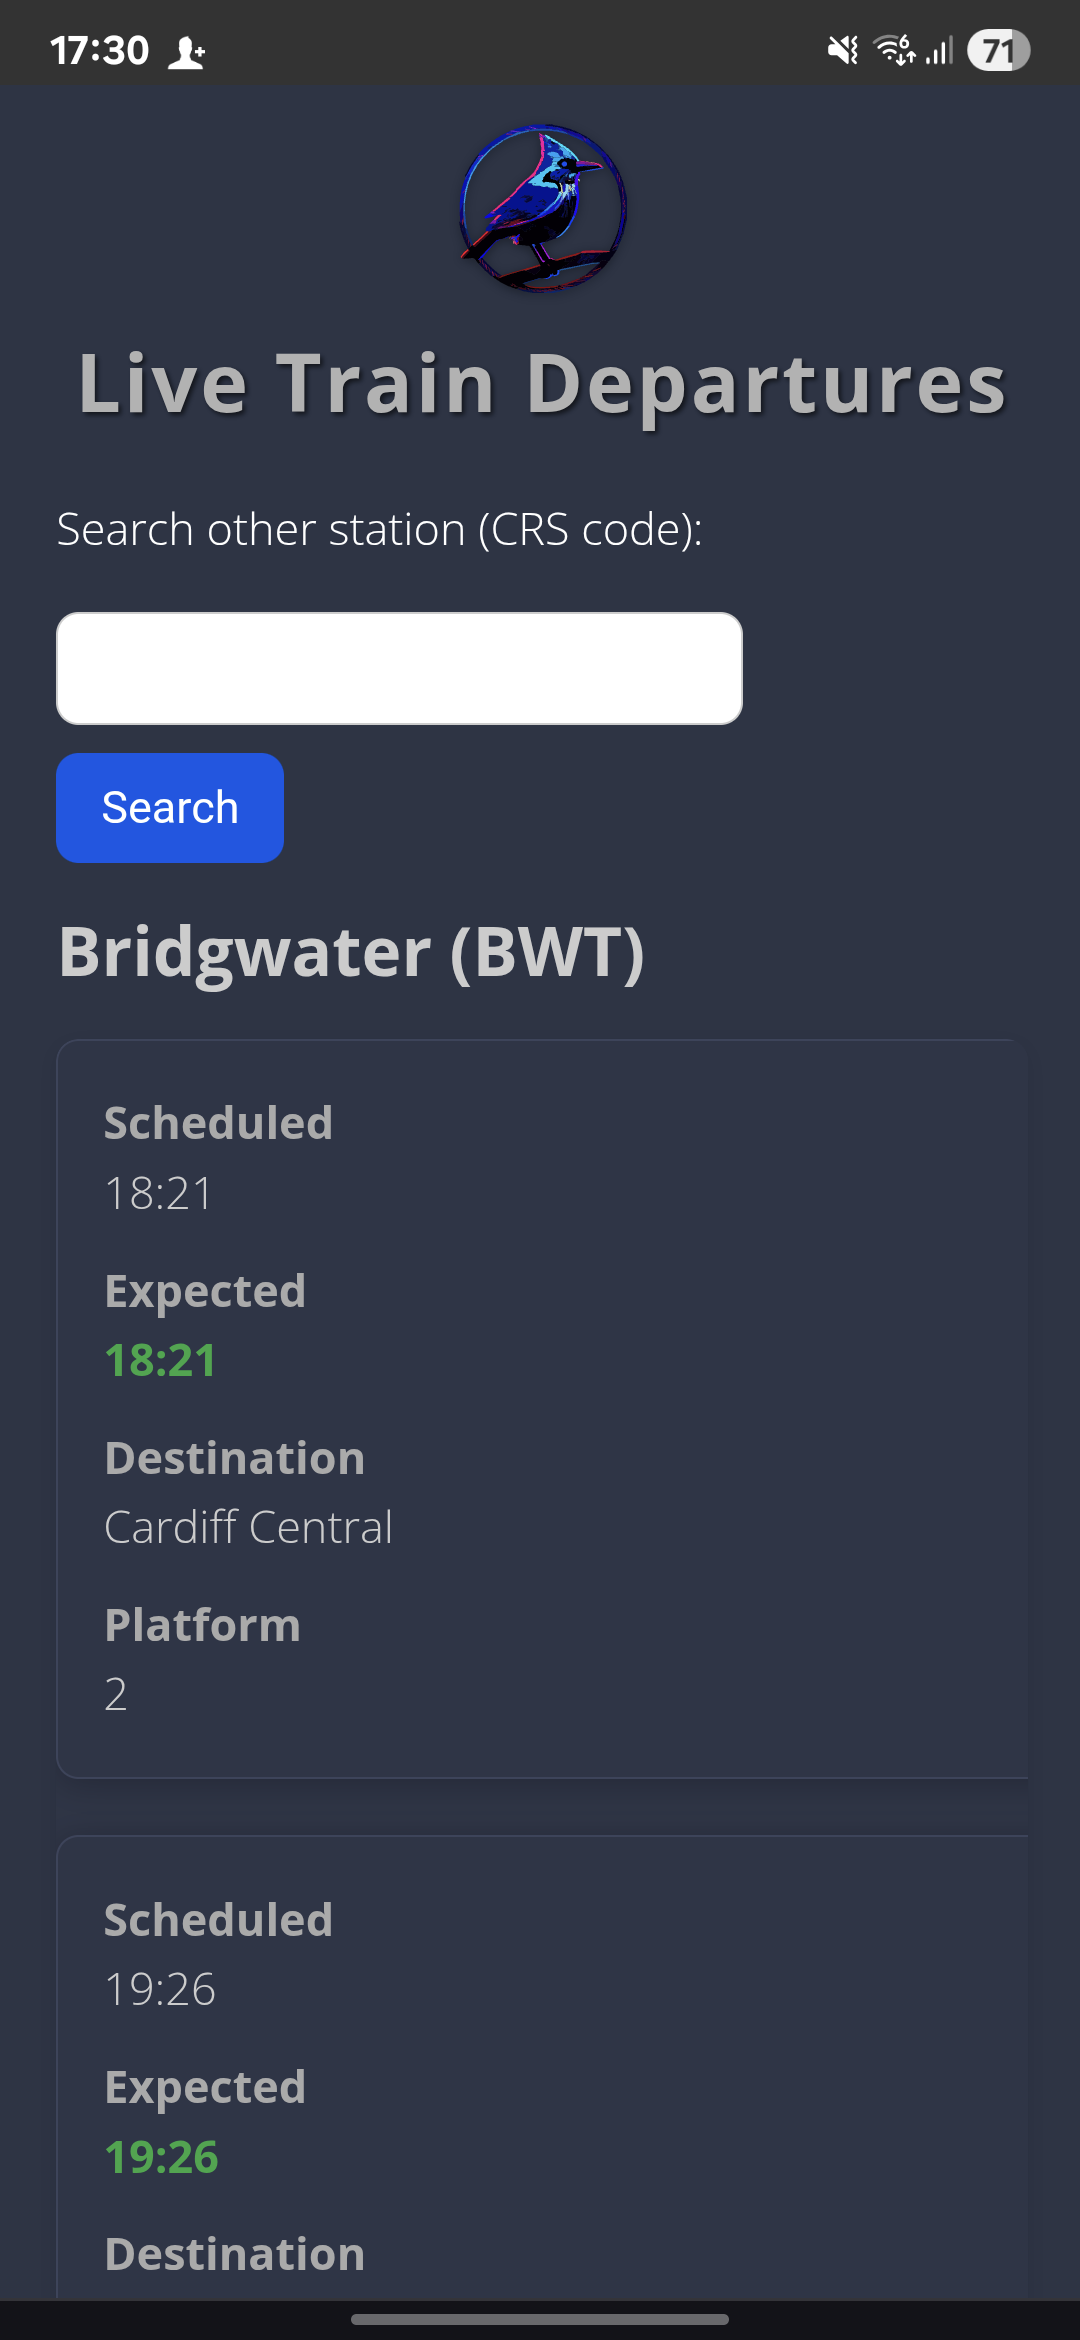 17:30
6
71
Live Train Departures
Search other station (CRS code):
Search
Bridgwater (BWT)
Scheduled
18:21
Expected
18:21
Destination
Cardiff Central
Platform
2
Scheduled
19:26
Expected
19:26
Destination